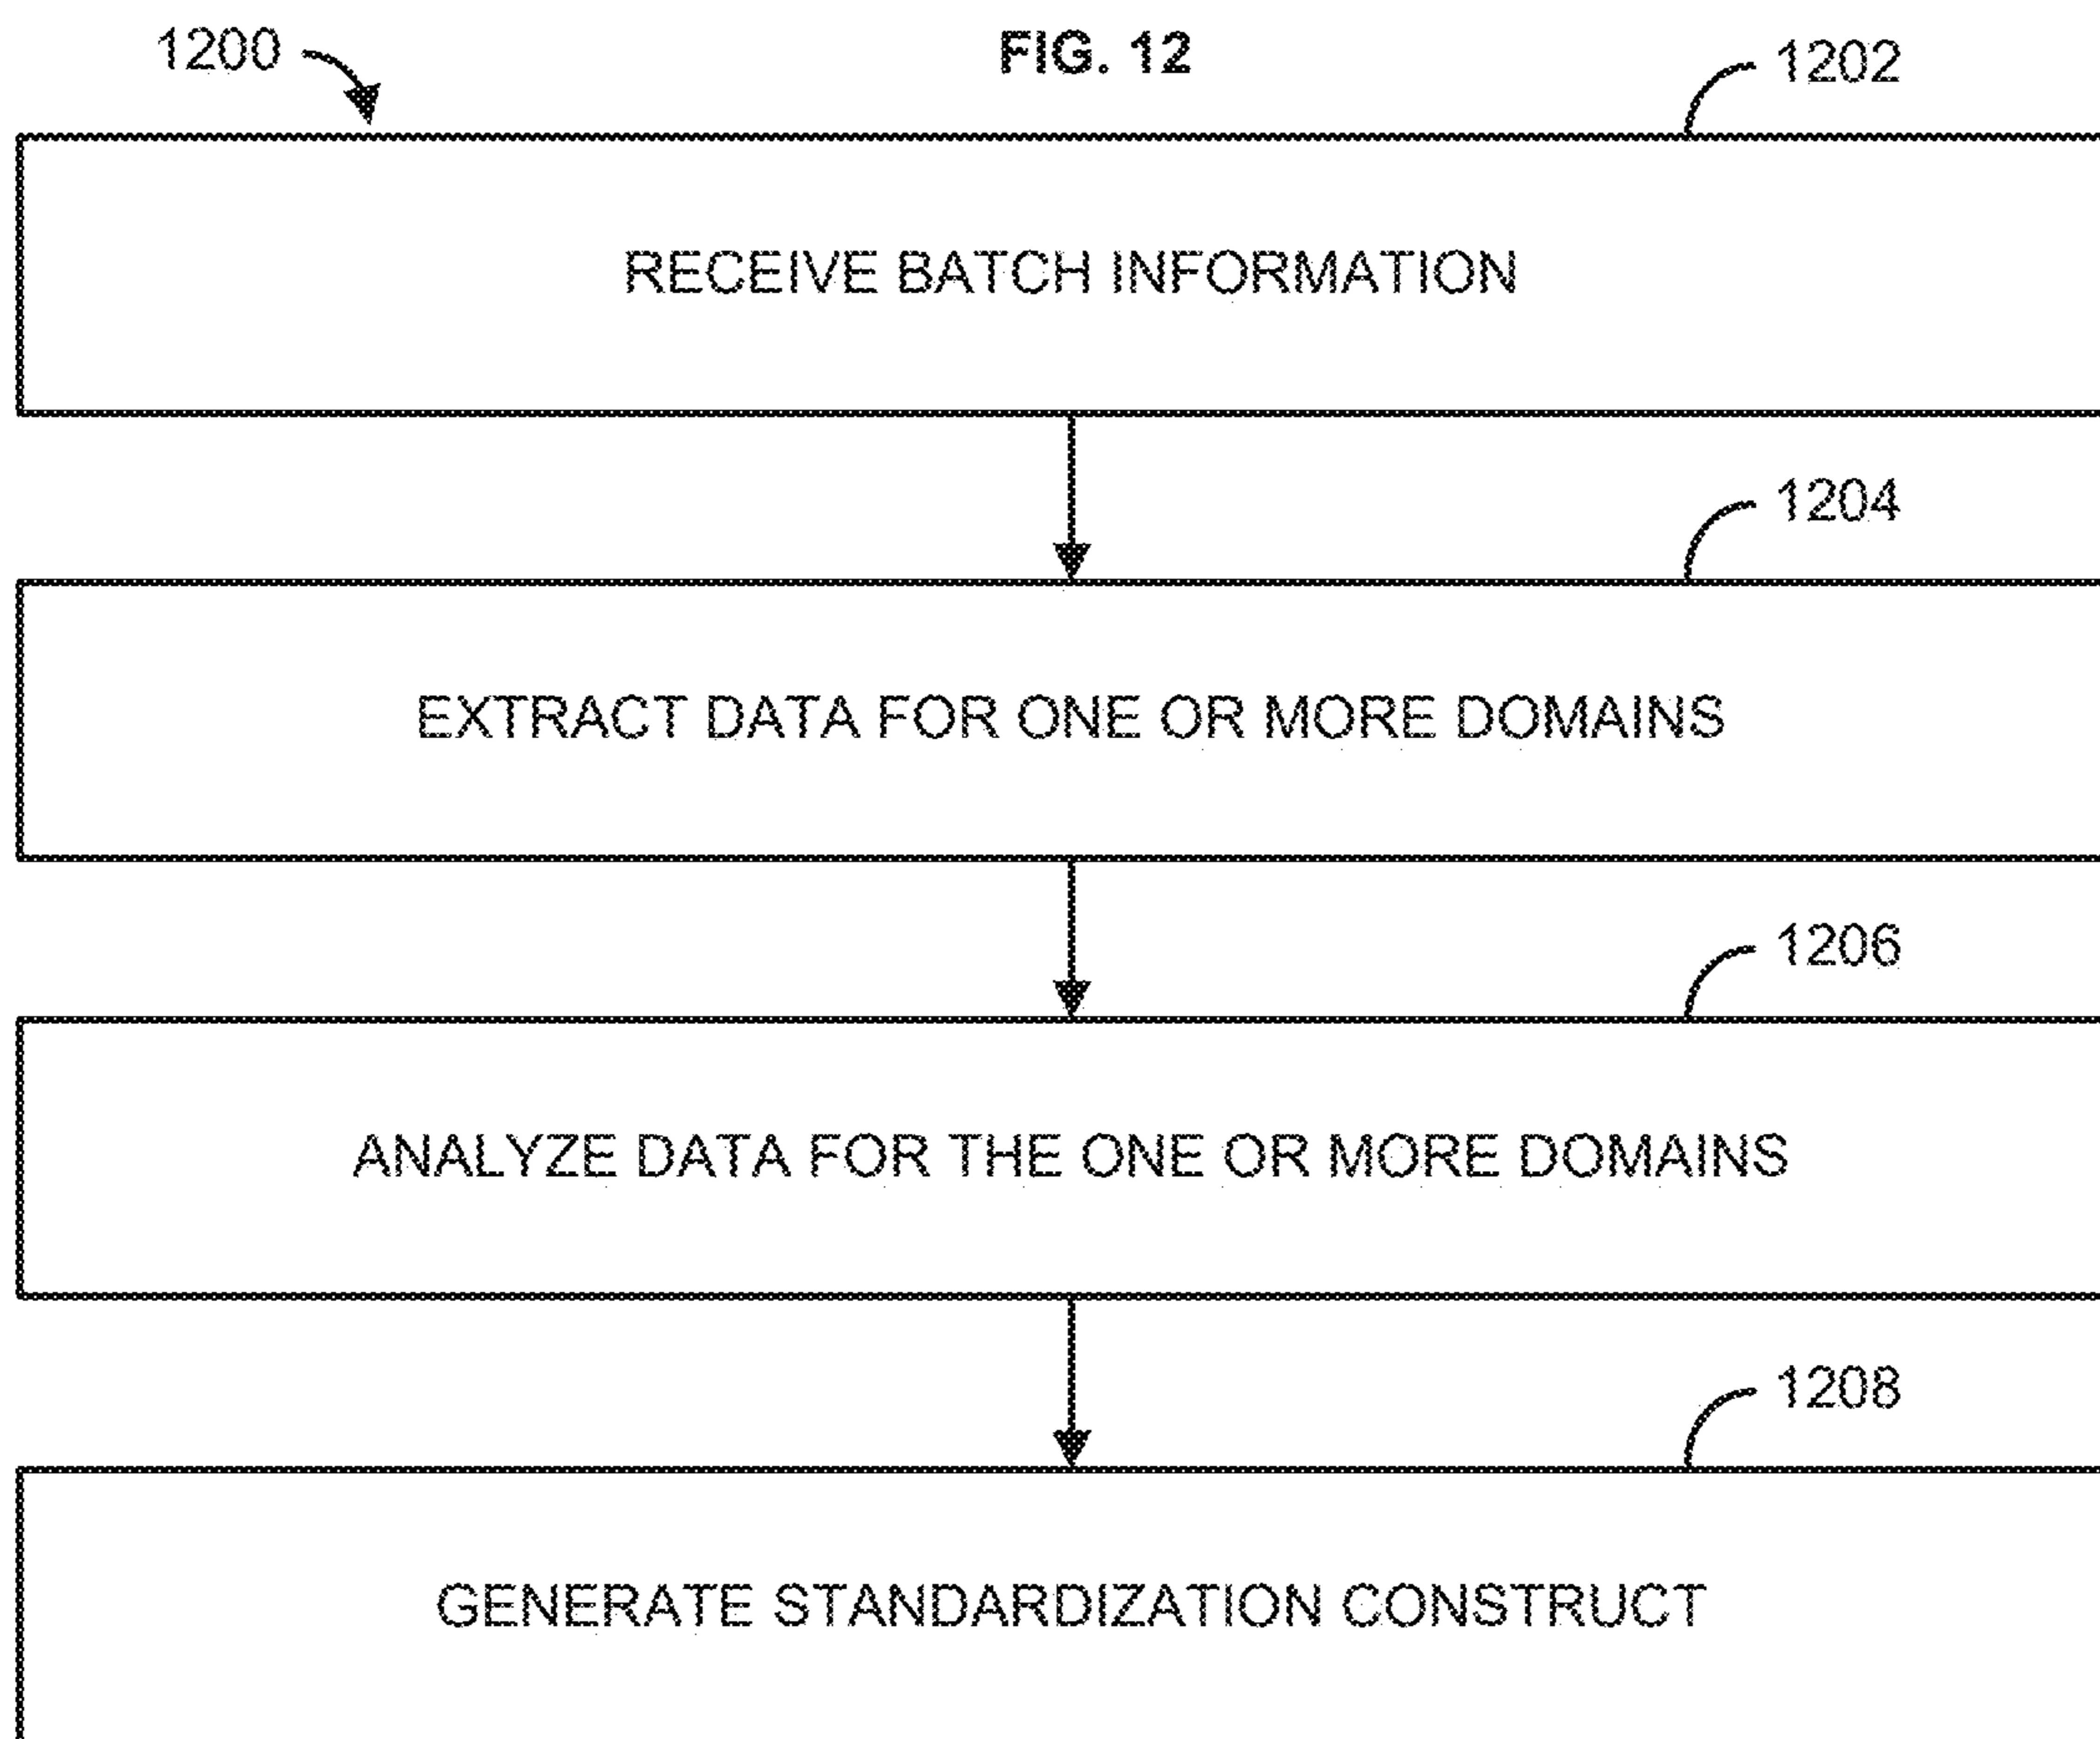 1200
FIG. 12
1202
RECEIVE BATCH INFORMATION
1204
EXTRACT DATA FOR ONE OR MORE DOMAINS
1206
ANALYZE DATA FOR THE ONE OR MORE DOMAINS
1208
GENERATE STANDARDIZATION CONSTRUCT